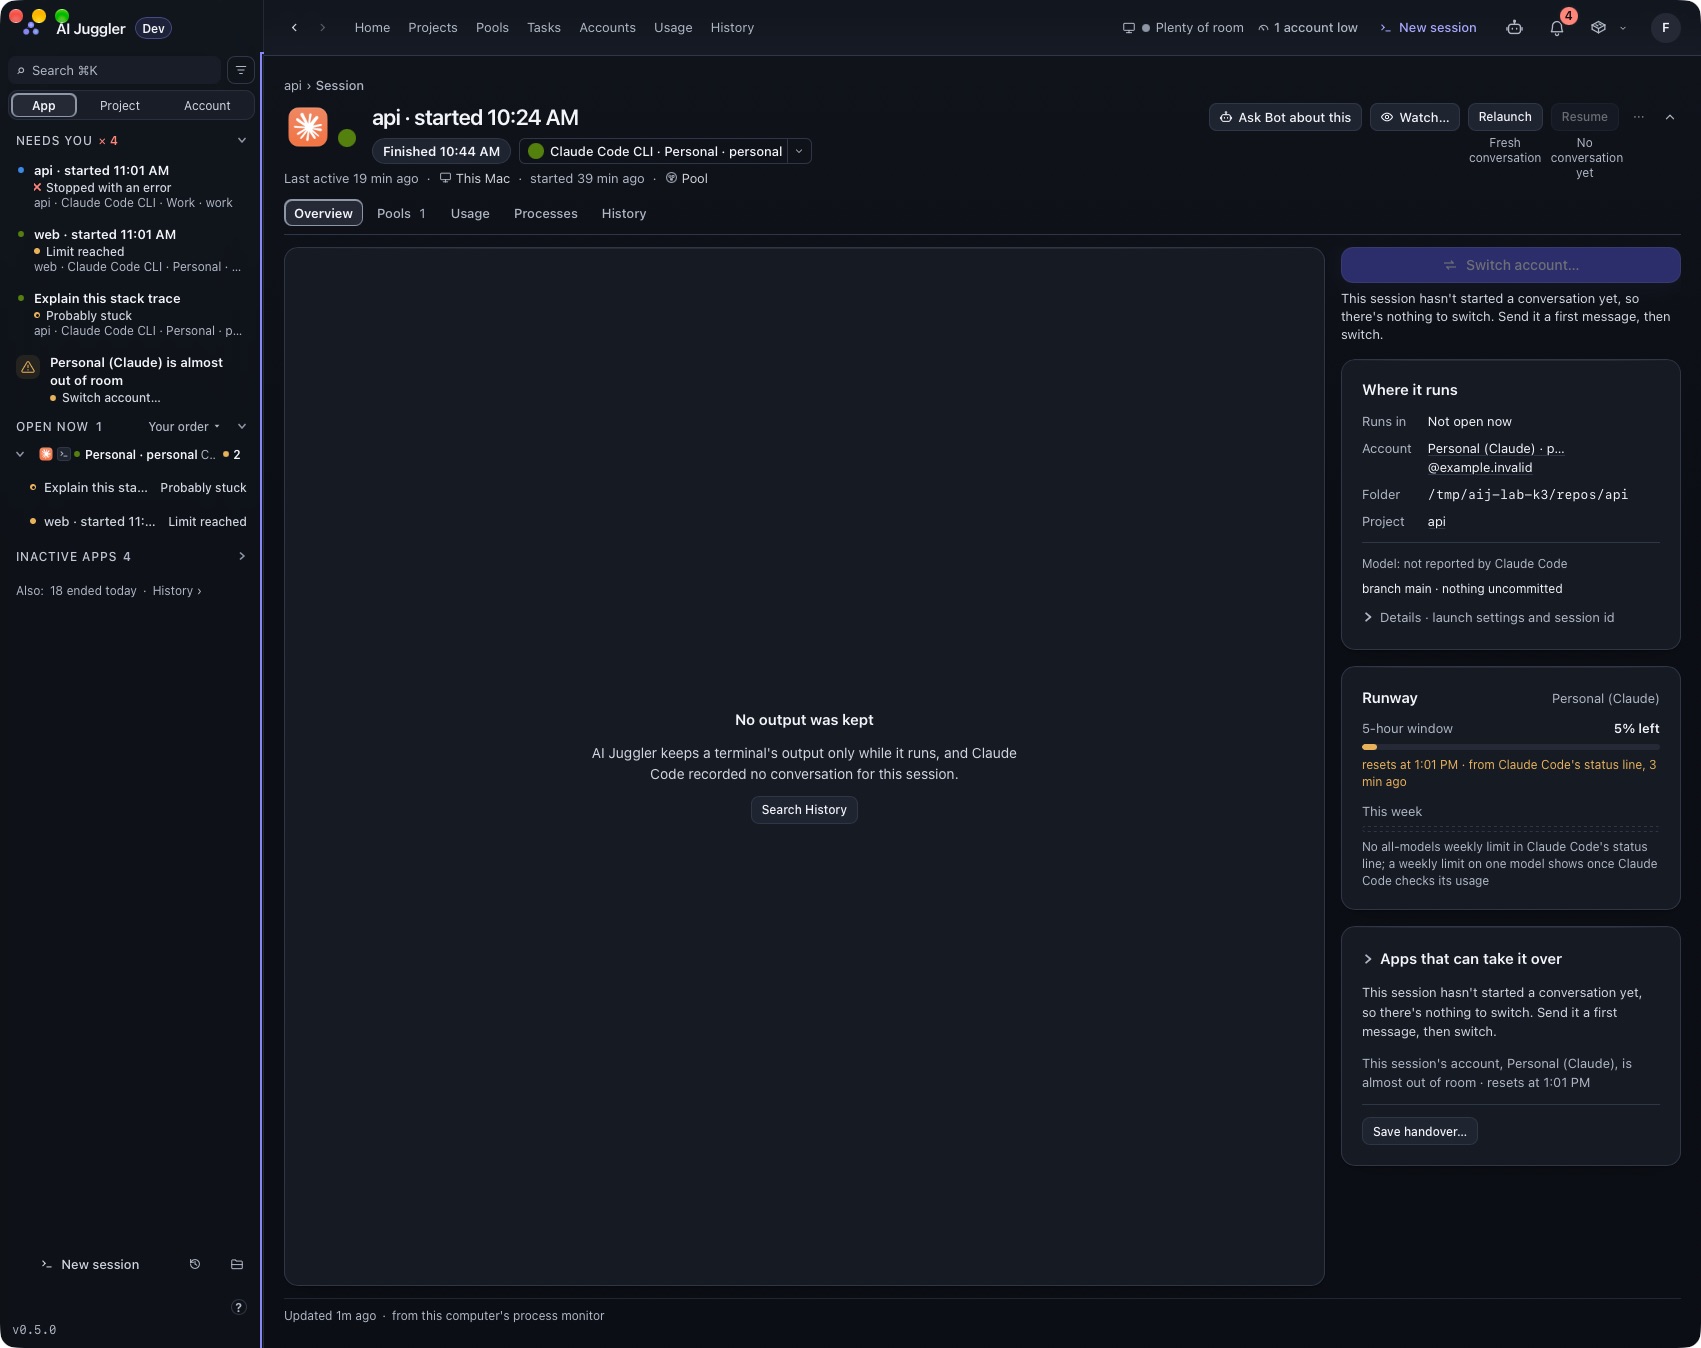 AI Juggler Dev
Search ⌘K
App Project Account
NEEDS YOU × 4
api · started 11:01 AM
Stopped with an error
api · Claude Code CLI · Work · work
web · started 11:01 AM
Limit reached
web · Claude Code CLI · Personal · ...
Explain this stack trace
Probably stuck
api · Claude Code CLI · Personal · p...
Personal (Claude) is almost
out of room
Switch account...
OPEN NOW 1 Your order
Personal · personal C.. 2
Explain this sta... Probably stuck
web · started 11:... Limit reached
INACTIVE APPS 4
Also: 18 ended today · History ›
New session
?
v0.5.0
Home Projects Pools Tasks Accounts Usage History
Plenty of room 1 account low New session 4 F
api › Session
api · started 10:24 AM
Finished 10:44 AM Claude Code CLI · Personal · personal
Last active 19 min ago · This Mac · started 39 min ago · Pool
Ask Bot about this Watch... Relaunch Resume ...
Fresh
conversation
No
conversation
yet
Overview Pools 1 Usage Processes History
No output was kept
AI Juggler keeps a terminal's output only while it runs, and Claude
Code recorded no conversation for this session.
Search History
Switch account...
This session hasn't started a conversation yet, so
there's nothing to switch. Send it a first message, then
switch.
Where it runs
Runs in Not open now
Account Personal (Claude) · p...
@example.invalid
Folder /tmp/aij-lab-k3/repos/api
Project api
Model: not reported by Claude Code
branch main · nothing uncommitted
Details · launch settings and session id
Runway Personal (Claude)
5-hour window 5% left
resets at 1:01 PM · from Claude Code's status line, 3
min ago
This week
No all-models weekly limit in Claude Code's status
line; a weekly limit on one model shows once Claude
Code checks its usage
Apps that can take it over
This session hasn't started a conversation yet,
so there's nothing to switch. Send it a first
message, then switch.
This session's account, Personal (Claude), is
almost out of room · resets at 1:01 PM
Save handover...
Updated 1m ago · from this computer's process monitor